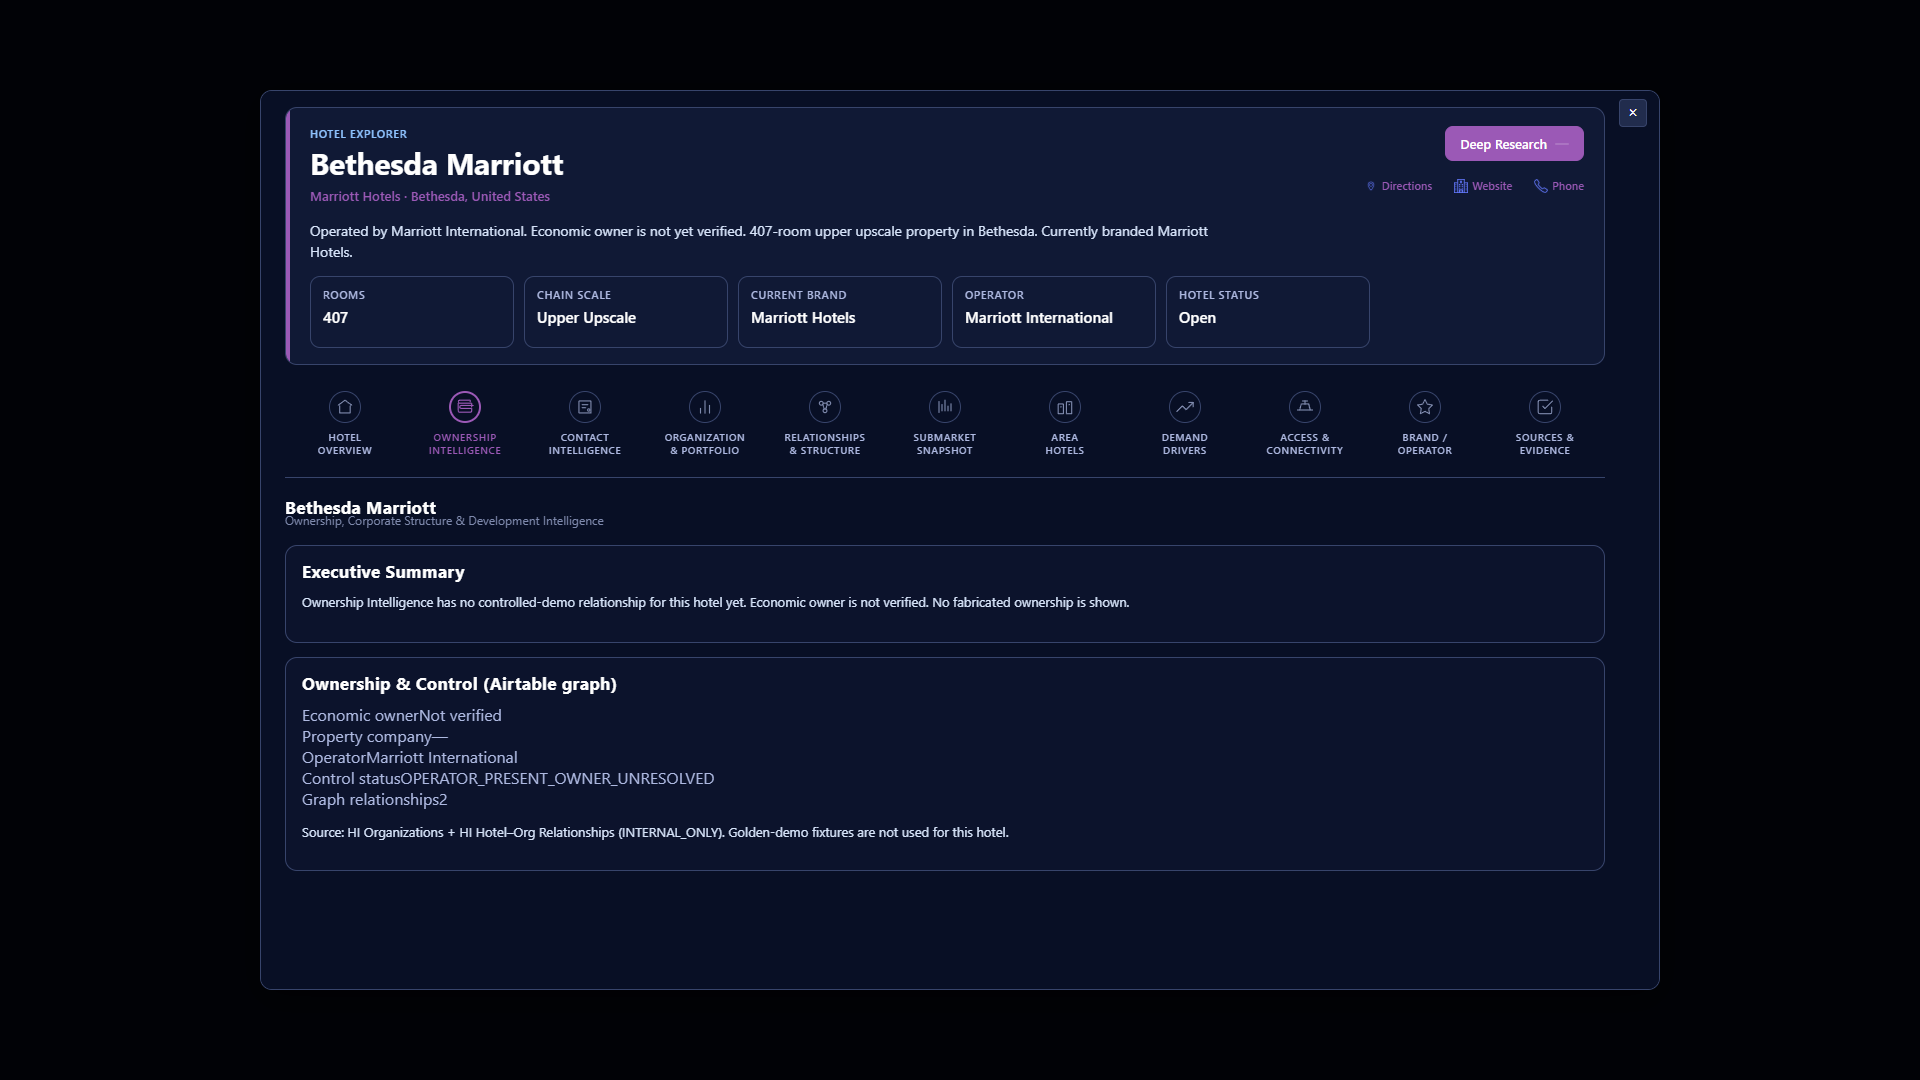 HOTEL EXPLORER
Bethesda Marriott
Marriott Hotels · Bethesda, United States
Deep Research —
Directions
Website
Phone
×
Operated by Marriott International. Economic owner is not yet verified. 407-room upper upscale property in Bethesda. Currently branded Marriott
Hotels.
ROOMS
407
CHAIN SCALE
Upper Upscale
CURRENT BRAND
Marriott Hotels
OPERATOR
Marriott International
HOTEL STATUS
Open
HOTEL
OVERVIEW
OWNERSHIP
INTELLIGENCE
CONTACT
INTELLIGENCE
ORGANIZATION
& PORTFOLIO
RELATIONSHIPS
& STRUCTURE
SUBMARKET
SNAPSHOT
AREA
HOTELS
DEMAND
DRIVERS
ACCESS &
CONNECTIVITY
BRAND /
OPERATOR
SOURCES &
EVIDENCE
Bethesda Marriott
Ownership, Corporate Structure & Development Intelligence
Executive Summary
Ownership Intelligence has no controlled-demo relationship for this hotel yet. Economic owner is not verified. No fabricated ownership is shown.
Ownership & Control (Airtable graph)
Economic ownerNot verified
Property company—
OperatorMarriott International
Control statusOPERATOR_PRESENT_OWNER_UNRESOLVED
Graph relationships2
Source: HI Organizations + HI Hotel–Org Relationships (INTERNAL_ONLY). Golden-demo fixtures are not used for this hotel.